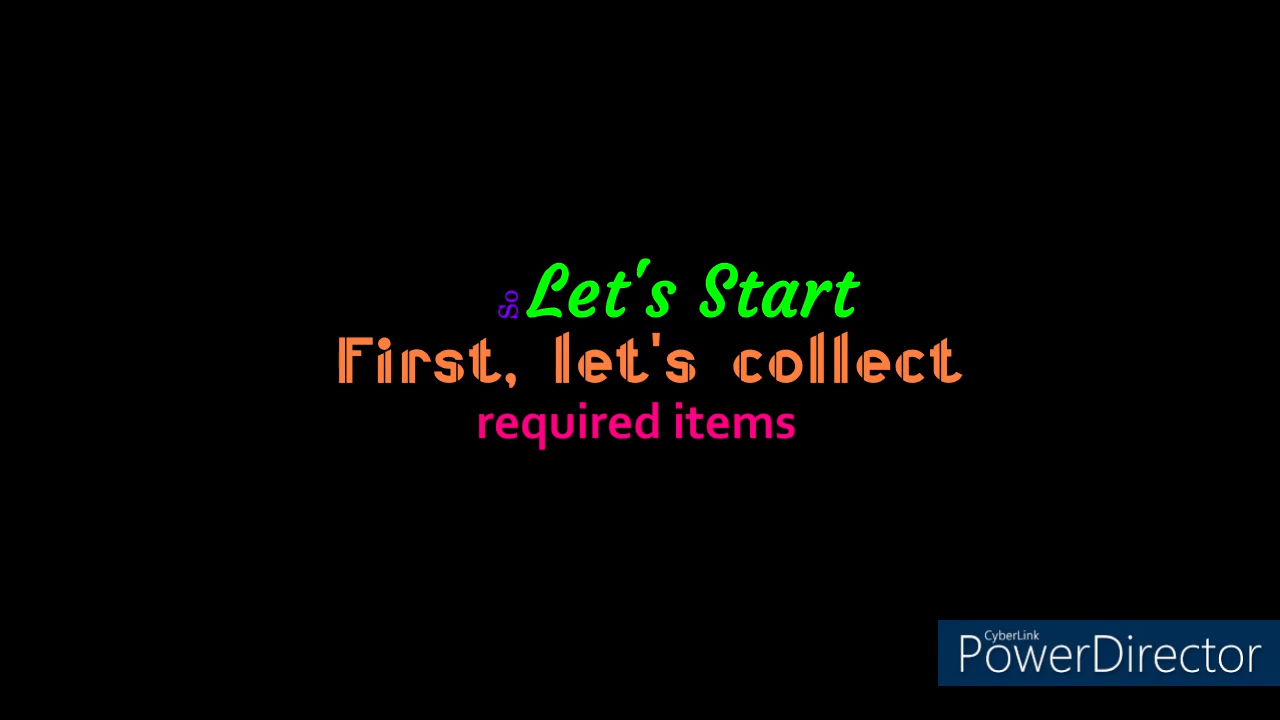 So Let's Start
First, let's collect
required items
CyberLink
PowerDirector